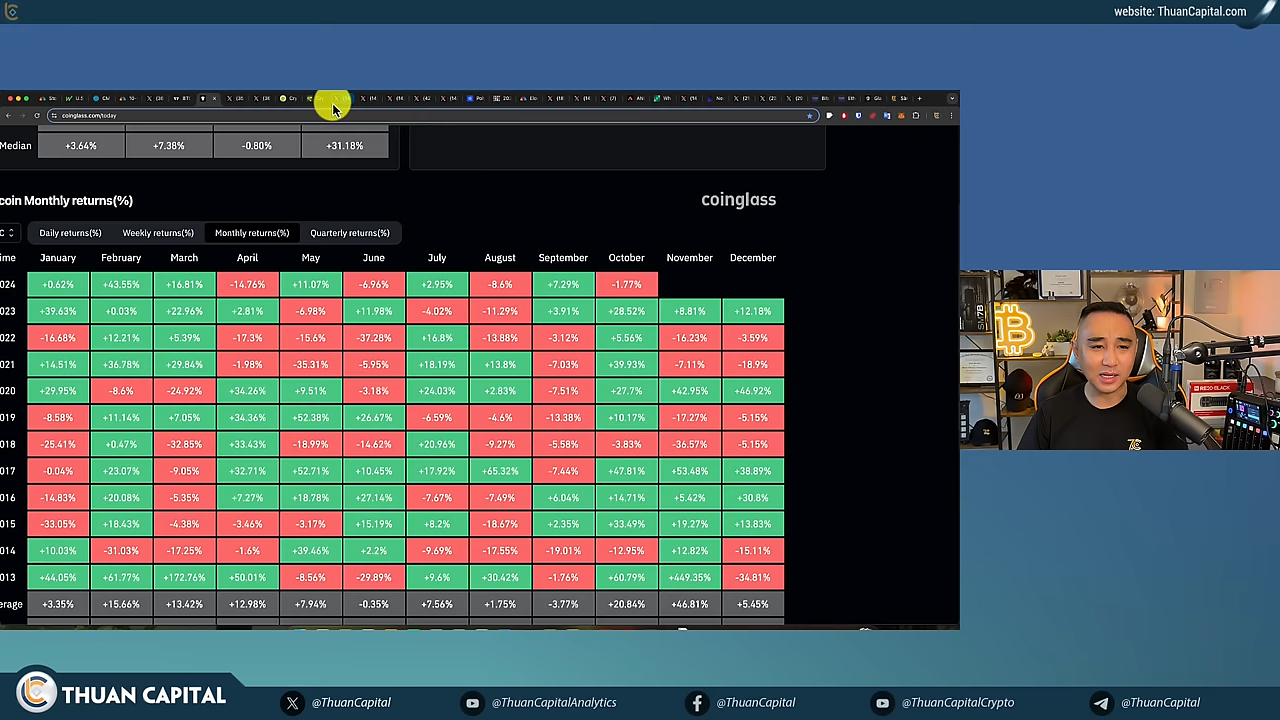 website: ThuanCapital.com
coinglass.com/today
Median +3.64% +7.38% -0.80% +31.18%
coin Monthly returns(%)
coinglass
Daily returns(%) Weekly returns(%) Monthly returns(%) Quarterly returns(%)
ime January February March April May June July August September October November December
024 +0.62% +43.55% +16.81% -14.76% +11.07% -6.96% +2.95% -8.6% +7.29% -1.77%
023 +39.63% +0.03% +22.96% +2.81% -6.98% +11.98% -4.02% -11.29% +3.91% +28.52% +8.81% +12.18%
022 -16.68% +12.21% +5.39% -17.3% -15.6% -37.28% +16.8% -13.88% -3.12% +5.56% -16.23% -3.59%
021 +14.51% +36.78% +29.84% -1.98% -35.31% -5.95% +18.19% +13.8% -7.03% +39.93% -7.11% -18.9%
020 +29.95% -8.6% -24.92% +34.26% +9.51% -3.18% +24.03% +2.83% -7.51% +27.7% +42.95% +46.92%
019 -8.58% +11.14% +7.05% +34.36% +52.38% +26.67% -6.59% -4.6% -13.38% +10.17% -17.27% -5.15%
018 -25.41% +0.47% -32.85% +33.43% -18.99% -14.62% +20.96% -9.27% -5.58% -3.83% -36.57% -5.15%
017 -0.04% +23.07% -9.05% +32.71% +52.71% +10.45% +17.92% +65.32% -7.44% +47.81% +53.48% +38.89%
016 -14.83% +20.08% -5.35% +7.27% +18.78% +27.14% -7.67% -7.49% +6.04% +14.71% +5.42% +30.8%
015 -33.05% +18.43% -4.38% -3.46% -3.17% +15.19% +8.2% -18.67% +2.35% +33.49% +19.27% +13.83%
014 +10.03% -31.03% -17.25% -1.6% +39.46% +2.2% -9.69% -17.55% -19.01% -12.95% +12.82% -15.11%
013 +44.05% +61.77% +172.76% +50.01% -8.56% -29.89% +9.6% +30.42% -1.76% +60.79% +449.35% -34.81%
erage +3.35% +15.66% +13.42% +12.98% +7.94% -0.35% +7.56% +1.75% -3.77% +20.84% +46.81% +5.45%
THUAN CAPITAL
@ThuanCapital @ThuanCapitalAnalytics @ThuanCapital @ThuanCapitalCrypto @ThuanCapital